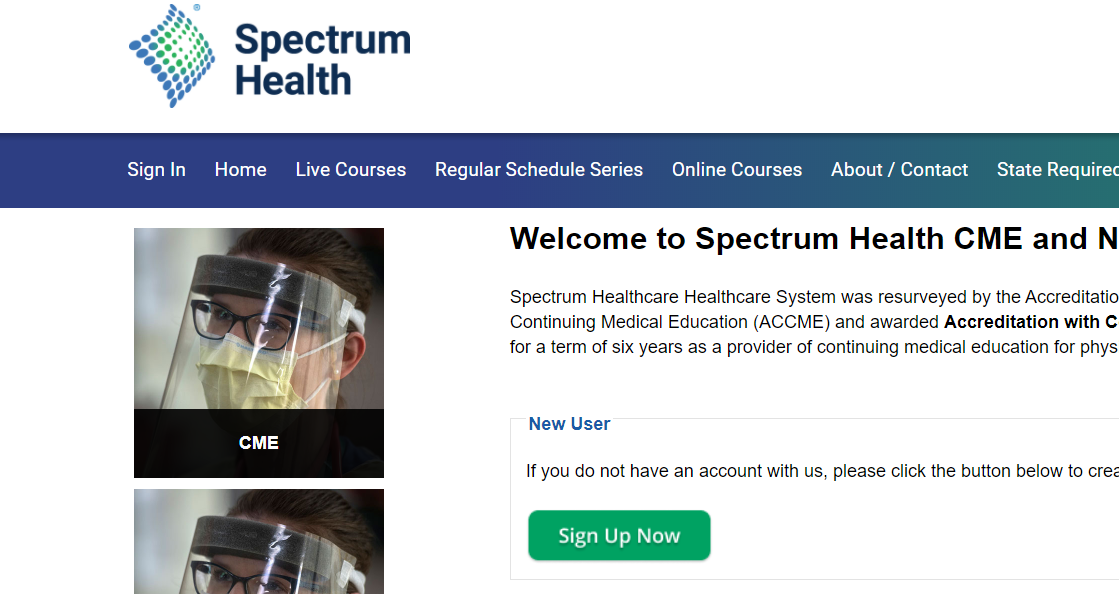 Spectrum
Health
Sign In Home Live Courses Regular Schedule Series Online Courses About / Contact State Required
Welcome to Spectrum Health CME and N
Spectrum Healthcare Healthcare System was resurveyed by the Accreditatio
Continuing Medical Education (ACCME) and awarded Accreditation with C
for a term of six years as a provider of continuing medical education for phys
CME
New User
If you do not have an account with us, please click the button below to crea
Sign Up Now